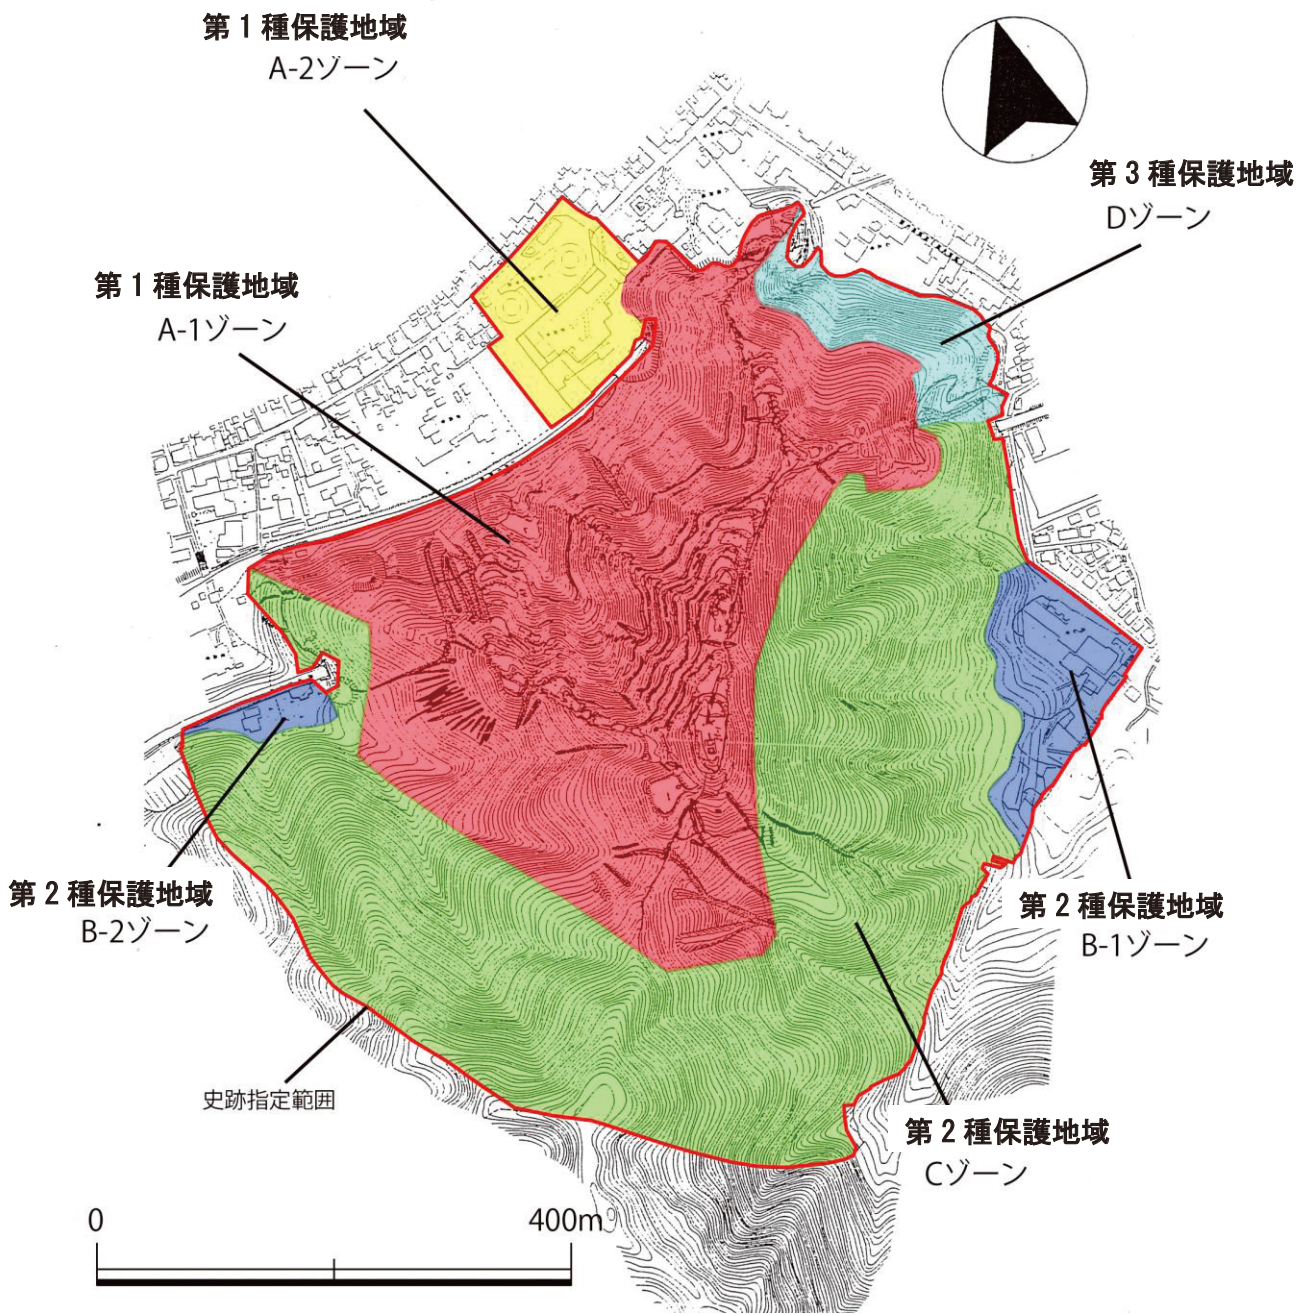 第1種保護地域
A-2ゾーン
第3種保護地域
Dゾーン
第1種保護地域
A-1ゾーン
第2種保護地域
B-2ゾーン
第2種保護地域
B-1ゾーン
史跡指定範囲
第2種保護地域
Cゾーン
0
400m